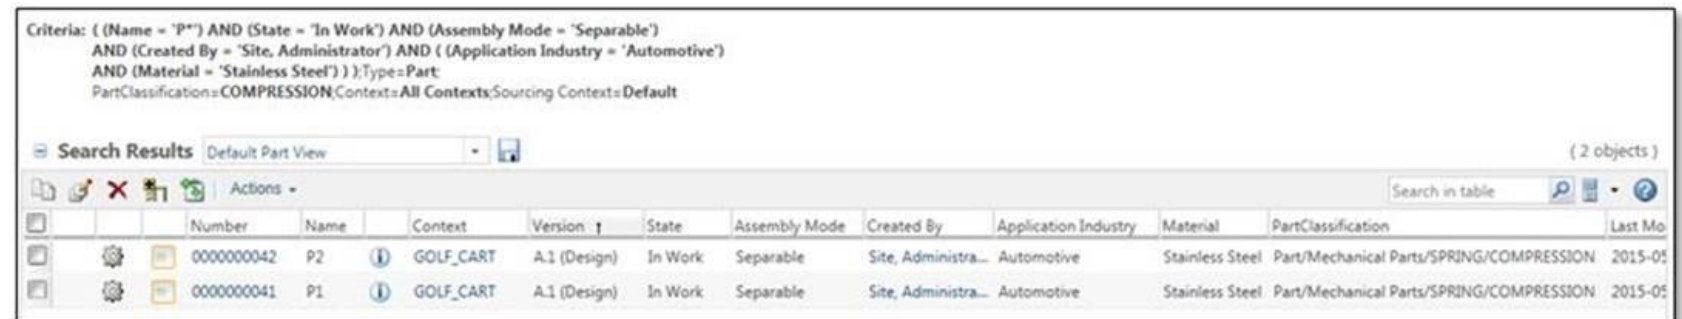 Criteria: ( (Name = 'P*') AND (State = 'In Work') AND (Assembly Mode = 'Separable')
AND (Created By = 'Site, Administrator') AND ( (Application Industry = 'Automotive')
AND (Material = 'Stainless Steel') ) );Type=Part;
PartClassification=COMPRESSION;Context=All Contexts;Sourcing Context=Default
Search Results Default Part View ( 2 objects )
Actions Search in table
Number Name Context Version State Assembly Mode Created By Application Industry Material PartClassification Last Mo
0000000042 P2 GOLF_CART A.1 (Design) In Work Separable Site, Administra... Automotive Stainless Steel Part/Mechanical Parts/SPRING/COMPRESSION 2015-05
0000000041 P1 GOLF_CART A.1 (Design) In Work Separable Site, Administra... Automotive Stainless Steel Part/Mechanical Parts/SPRING/COMPRESSION 2015-05